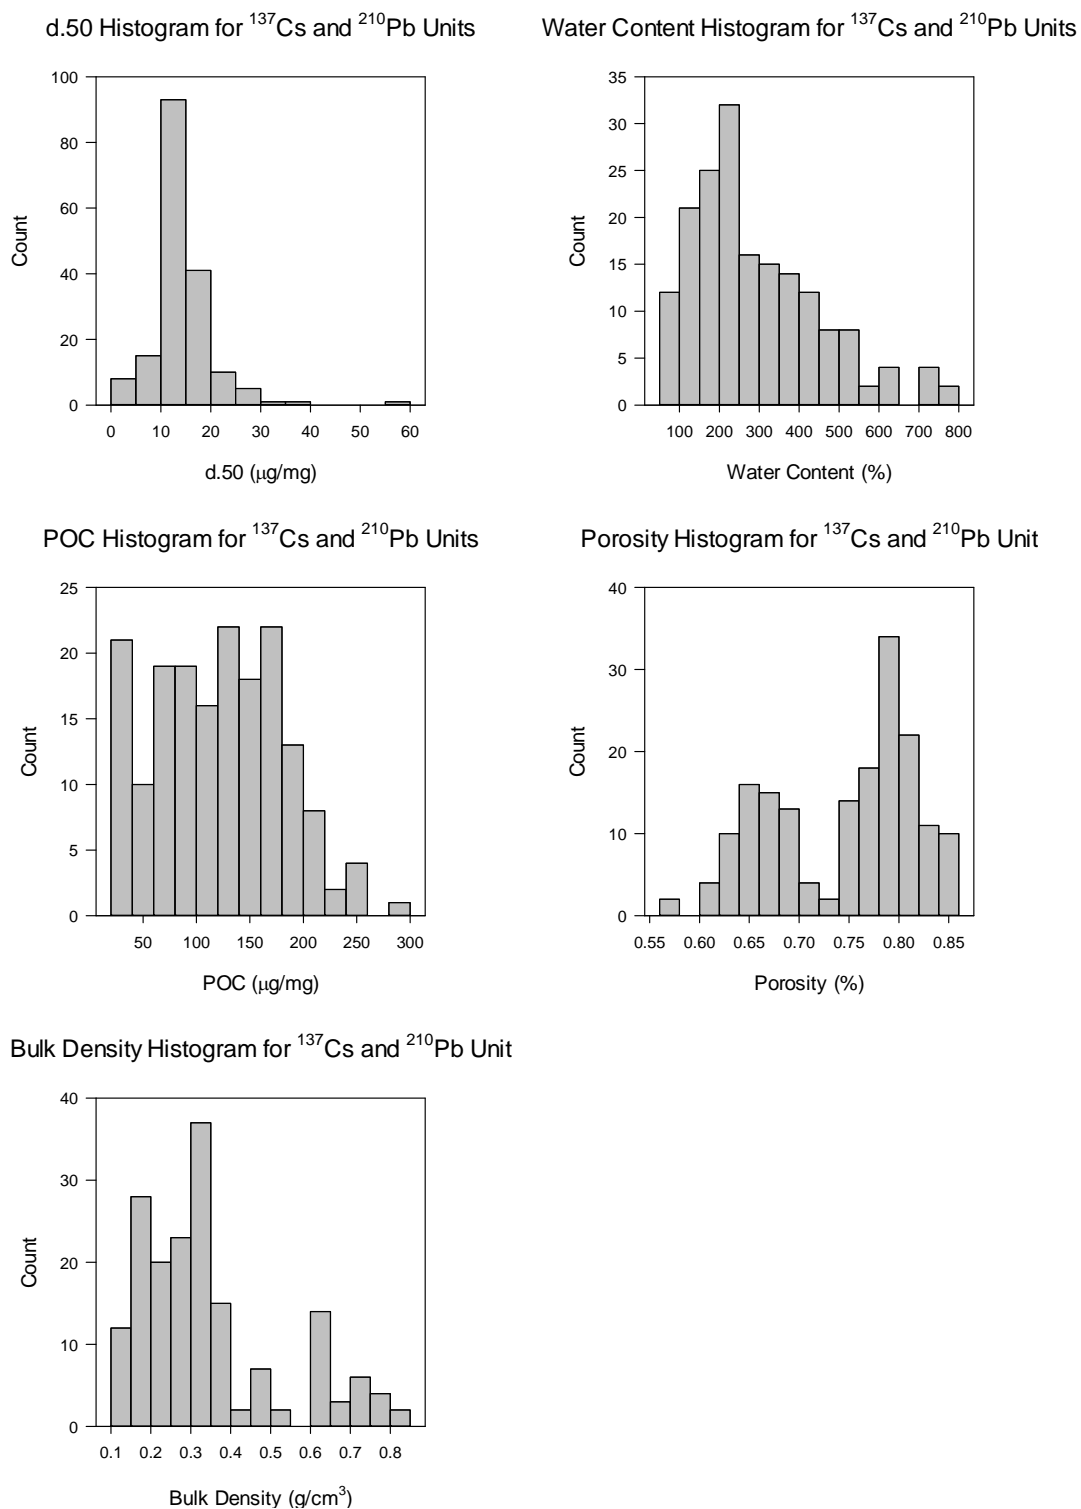 d.50 Histogram for ¹³⁷Cs and ²¹⁰Pb Units
100
80
60
40
20
0
Count
0 10 20 30 40 50 60
d.50 (μg/mg)
Water Content Histogram for ¹³⁷Cs and ²¹⁰Pb Units
35
30
25
20
15
10
5
0
Count
100 200 300 400 500 600 700 800
Water Content (%)
POC Histogram for ¹³⁷Cs and ²¹⁰Pb Units
25
20
15
10
5
0
Count
50 100 150 200 250 300
POC (μg/mg)
Porosity Histogram for ¹³⁷Cs and ²¹⁰Pb Unit
40
30
20
10
0
Count
0.55 0.60 0.65 0.70 0.75 0.80 0.85
Porosity (%)
Bulk Density Histogram for ¹³⁷Cs and ²¹⁰Pb Unit
40
30
20
10
0
Count
0.1 0.2 0.3 0.4 0.5 0.6 0.7 0.8
Bulk Density (g/cm³)